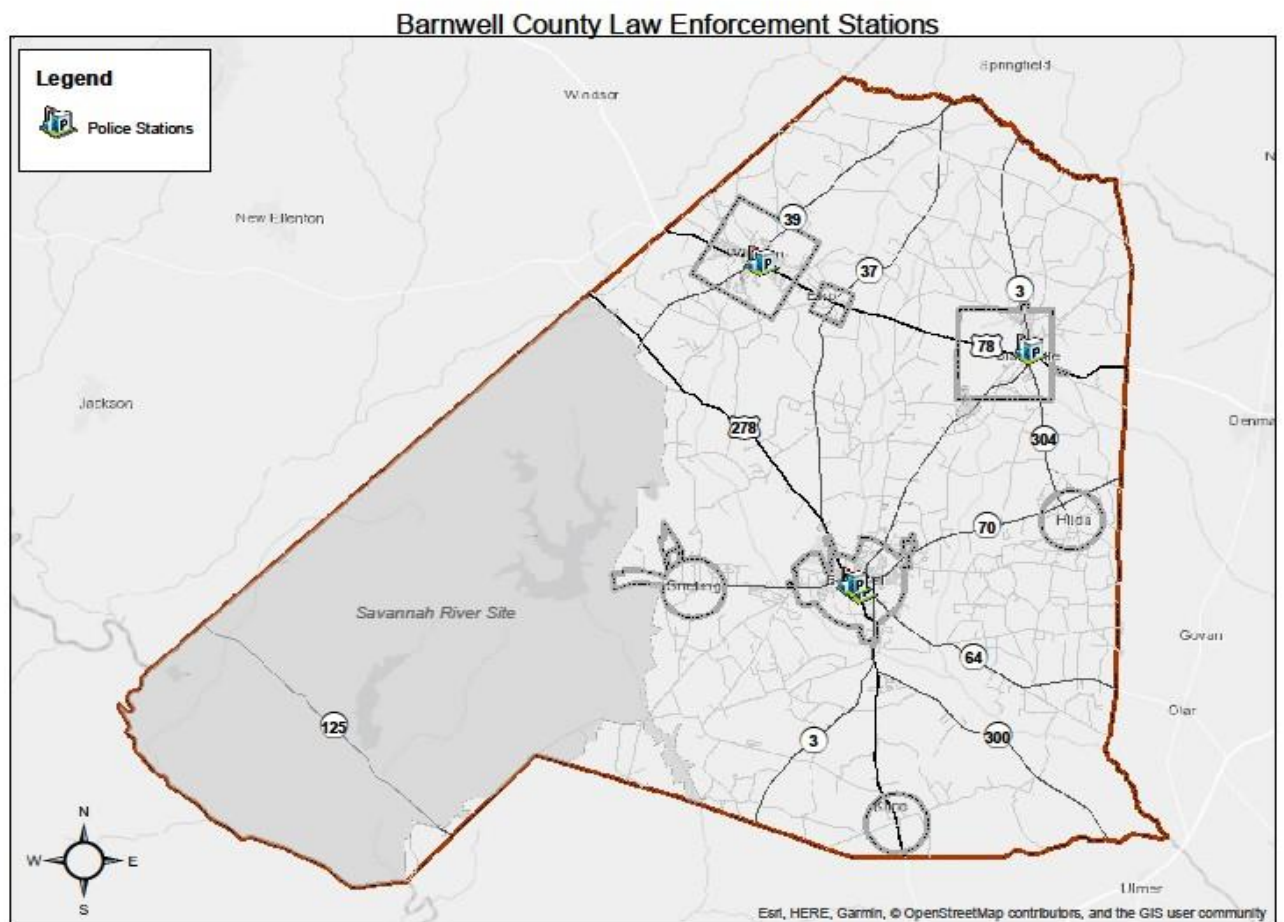 Barnwell County Law Enforcement Stations
Legend
Police Stations
Springfield
Windsor
N
New Ellenton
39
37
3
78
Jackson
278
304
Denma
Hilda
70
Snelling
Savannah River Site
Govan
64
Olar
125
3
300
Kline
N
W
E
S
Ulmer
Esri, HERE, Garmin, © OpenStreetMap contributors, and the GIS user community